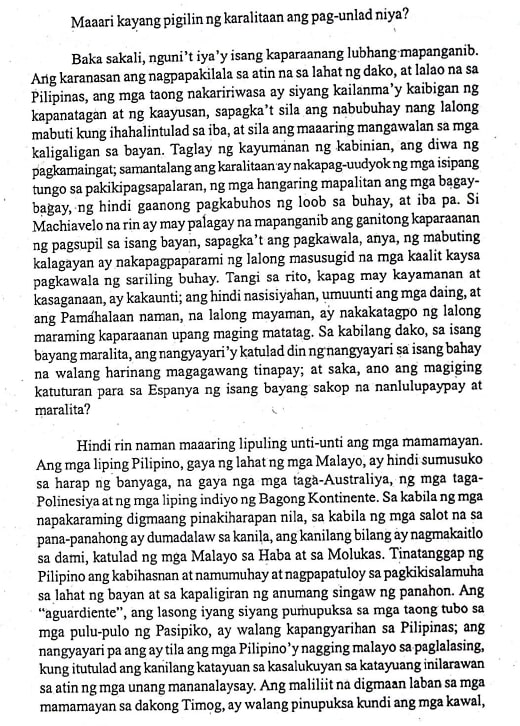 Maaari kayang pigilin ng karalitaan ang pag-unlad niya?
Baka sakali, nguni't iya'y isang kaparaanang lubhang mapanganib.
Ang karanasan ang nagpapakilala sa atin na sa lahat ng dako, at lalao na sa
Pilipinas, ang mga taong nakaririwasa ay siyang kailanma'y kaibigan ng
kapanatagan at ng kaayusan, sapagka't sila ang nabubuhay nang lalong
mabuti kung ihahalintulad sa iba, at sila ang maaaring mangawalan sa mga
kaligaligan sa bayan. Taglay ng kayumanan ng kabinian, ang diwa ng
pagkamaingat; samantalang ang karalitaan ay nakapag-uudyok ng mga isipang
tungo sa pakikipagsapalaran, ng mga hangaring mapalitan ang mga bagay-
bagay, ng hindi gaanong pagkabuhos ng loob sa buhay, at iba pa. Si
Machiavelo na rin ay may palagay na mapanganib ang ganitong kaparaanan
ng pagsupil sa isang bayan, sapagka't ang pagkawala, anya, ng mabuting
kalagayan ay nakapagpaparami ng lalong masusugid na mga kaalit kaysa
pagkawala ng sariling buhay. Tangi sa rito, kapag may kayamanan at
kasaganaan, ay kakaunti; ang hindi nasisiyahan, umuunti ang mga daing, at
ang Pamahalaan naman, na lalong mayaman, ay nakakatagpo ng lalong
maraming kaparaanan upang maging matatag. Sa kabilang dako, sa isang
bayang maralita, ang nangyayari'y katulad din ng nangyayari sa isang bahay
na walang harinang magagawang tinapay; at saka, ano ang magiging
katuturan para sa Espanya ng isang bayang sakop na nanlulupaypay at
maralita?
Hindi rin naman maaaring lipuling unti-unti ang mga mamamayan.
Ang mga liping Pilipino, gaya ng lahat ng mga Malayo, ay hindi sumusuko
sa harap ng banyaga, na gaya nga mga taga-Australiya, ng mga taga-
Polinesiya at ng mga liping indiyo ng Bagong Kontinente. Sa kabila ng mga
napakaraming digmaang pinakiharapan nila, sa kabila ng mga salot na sa
pana-panahong ay dumadalaw sa kanila, ang kanilang bilang ay nagmakaitlo
sa dami, katulad ng mga Malayo sa Haba at sa Molukas. Tinatanggap ng
Pilipino ang kabihasnan at namumuhay at nagpapatuloy sa pagkikisalamuha
sa lahat ng bayan at sa kapaligiran ng anumang singaw ng panahon. Ang
"aguardiente", ang lasong iyang siyang pumupuksa sa mga taong tubo sa
mga pulu-pulo ng Pasipiko, ay walang kapangyarihan sa Pilipinas; ang
nangyayari pa ang ay tila ang mga Pilipino'y nagging malayo sa paglalasing,
kung itutulad ang kanilang katayuan sa kasalukuyan sa katayuang inilarawan
sa atin ng mga unang mananalaysay. Ang maliliit na digmaan laban sa mga
mamamayan sa dakong Timog, ay walang pinupuksa kundi ang mga kawal,